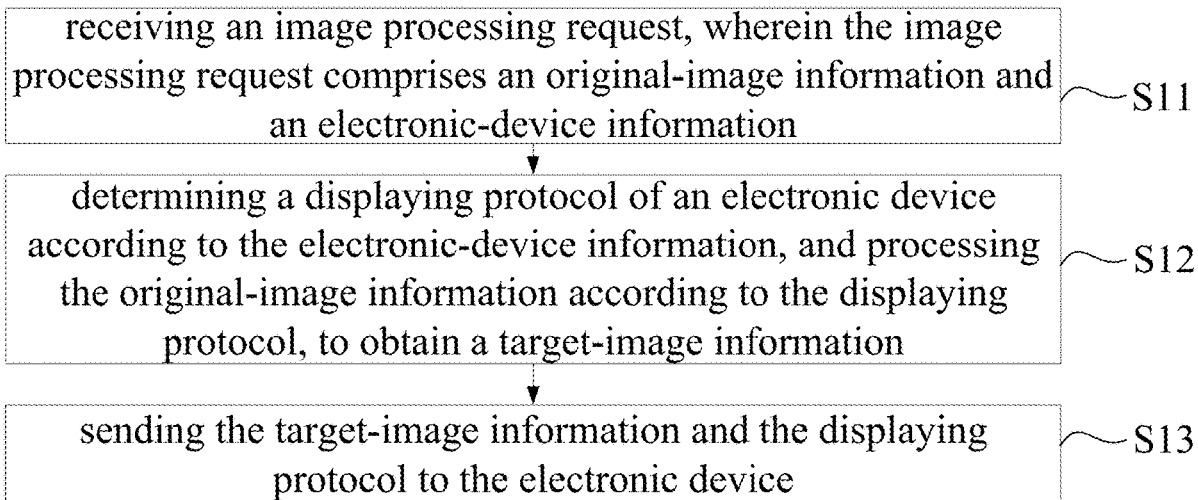 receiving an image processing request, wherein the image
processing request comprises an original-image information and
an electronic-device information
S11
determining a displaying protocol of an electronic device
according to the electronic-device information, and processing
the original-image information according to the displaying
protocol, to obtain a target-image information
S12
sending the target-image information and the displaying
protocol to the electronic device
S13